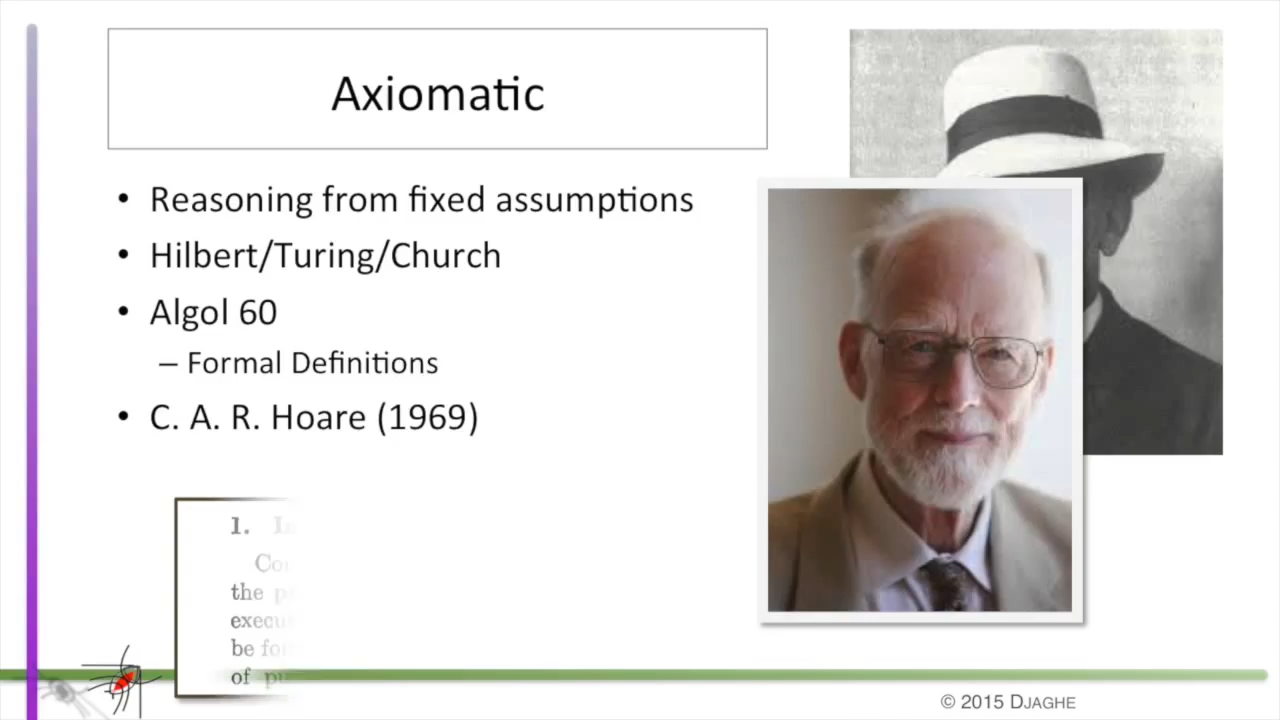 Axiomatic
• Reasoning from fixed assumptions
• Hilbert/Turing/Church
• Algol 60
– Formal Definitions
• C. A. R. Hoare (1969)
1.
the
of
© 2015 DJAGHE